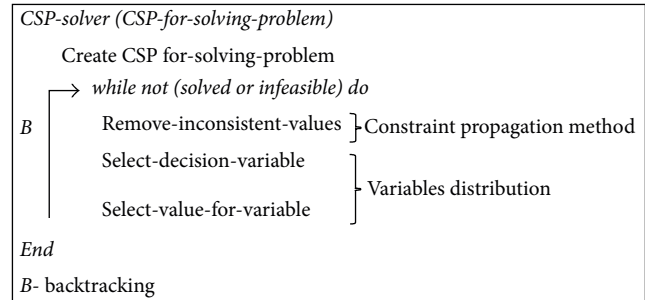 CSP-solver (CSP-for-solving-problem)
Create CSP for-solving-problem
while not (solved or infeasible) do
B
Remove-inconsistent-values
Constraint propagation method
Select-decision-variable
Variables distribution
Select-value-for-variable
End
B- backtracking